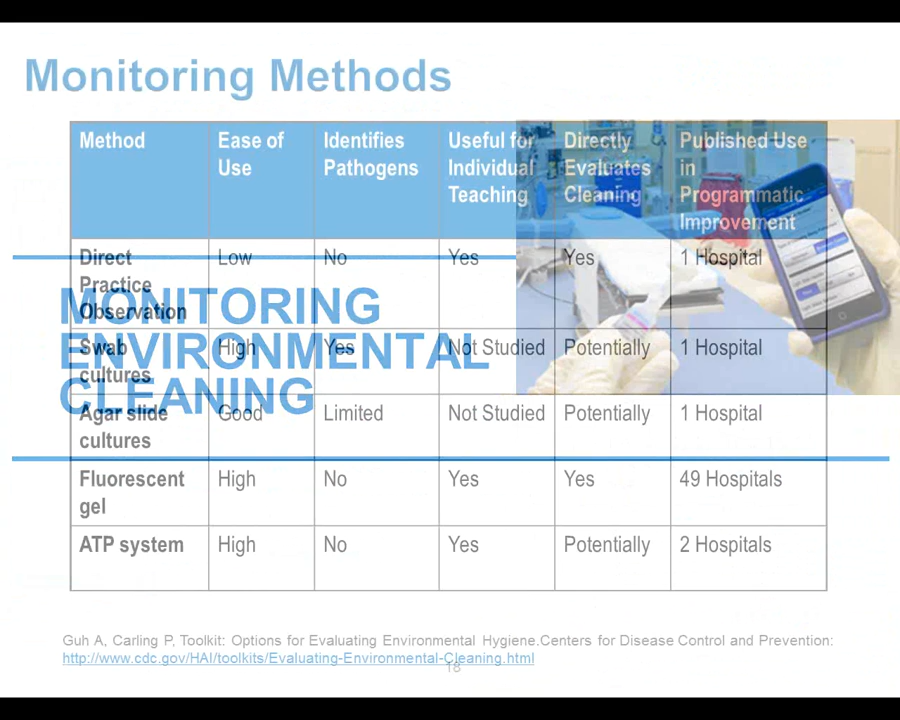 Monitoring Methods
Method Ease of Use Identifies Pathogens Useful for Individual Teaching Directly Evaluates Cleaning Published Use in Programmatic Improvement
Direct Practice Observation Low No Yes Yes 1 Hospital
Swab cultures High Yes Not Studied Potentially 1 Hospital
Agar slide cultures Good Limited Not Studied Potentially 1 Hospital
Fluorescent gel High No Yes Yes 49 Hospitals
ATP system High No Yes Potentially 2 Hospitals
MONITORING
ENVIRONMENTAL
CLEANING
Guh A, Carling P, Toolkit: Options for Evaluating Environmental Hygiene.Centers for Disease Control and Prevention:
http://www.cdc.gov/HAI/toolkits/Evaluating-Environmental-Cleaning.html
18